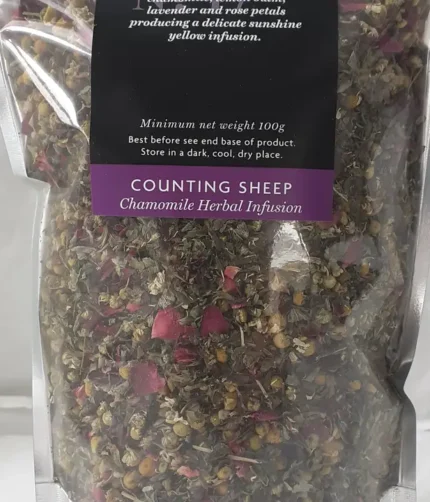 lavender and rose petals
producing a delicate sunshine
yellow infusion.
Minimum net weight 100g
Best before see end base of product.
Store in a dark, cool, dry place.
COUNTING SHEEP
Chamomile Herbal Infusion